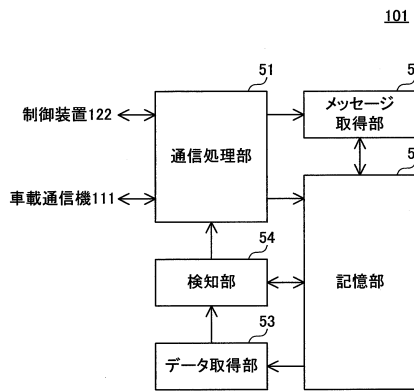 101
51
5
制御装置122
通信処理部
メッセージ
取得部
5
車載通信機111
54
検知部
記憶部
53
データ取得部